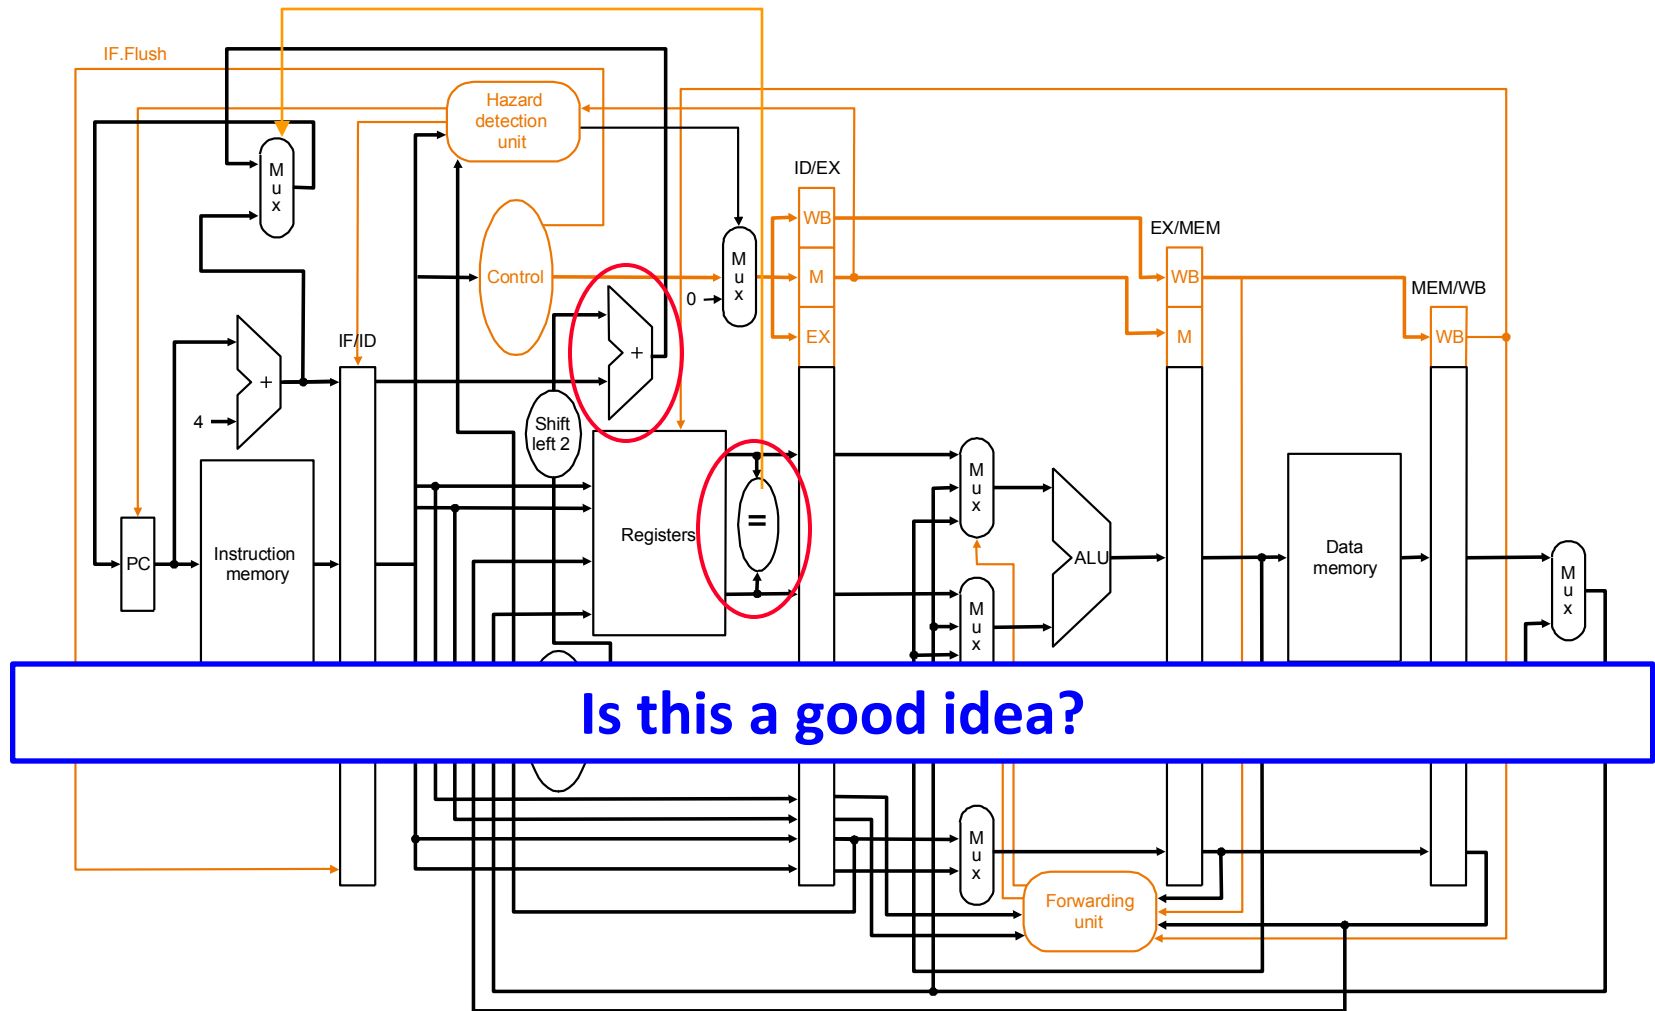 IF.Flush
Hazard
detection
unit
M
u
x
ID/EX
WB
EX/MEM
Control
M
u
x
0
M
WB
MEM/WB
IF/ID
+
EX
M
WB
+
4
Shift
left 2
M
u
x
=
Registers
PC
Instruction
memory
ALU
Data
memory
M
u
x
M
u
x
Is this a good idea?
M
u
x
Forwarding
unit